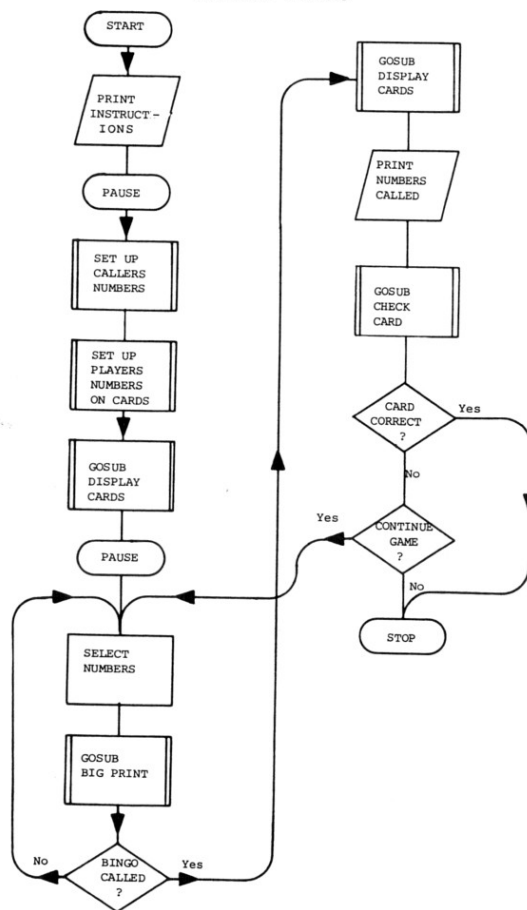 START
PRINT
INSTRUCT-
IONS
PAUSE
SET UP
CALLERS
NUMBERS
SET UP
PLAYERS
NUMBERS
ON CARDS
GOSUB
DISPLAY
CARDS
PAUSE
SELECT
NUMBERS
GOSUB
BIG PRINT
No
BINGO
CALLED
?
Yes
GOSUB
DISPLAY
CARDS
PRINT
NUMBERS
CALLED
GOSUB
CHECK
CARD
CARD
CORRECT
?
Yes
No
Yes
CONTINUE
GAME
?
No
STOP